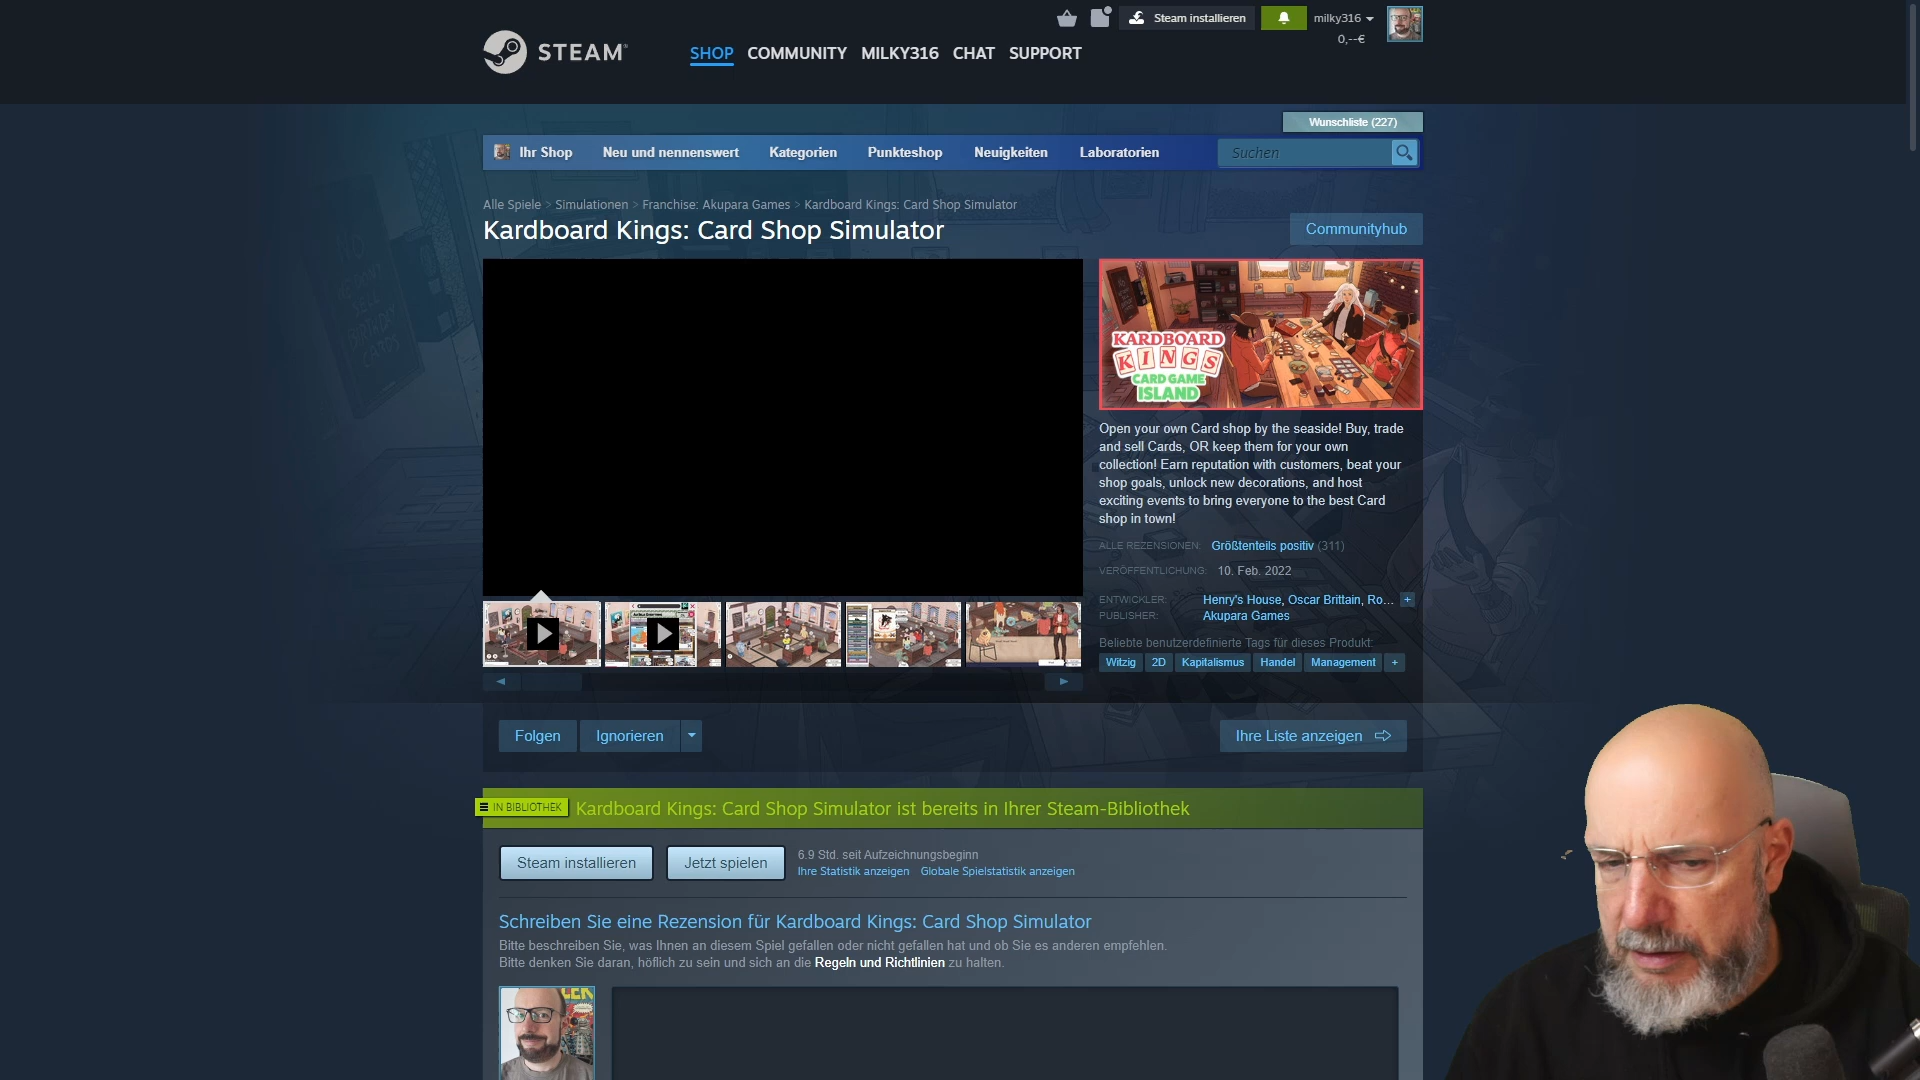 Steam installieren
milky316
0,--€
STEAM
SHOP
COMMUNITY
MILKY316
CHAT
SUPPORT
Wunschliste (227)
Ihr Shop
Neu und nennenswert
Kategorien
Punkteshop
Neuigkeiten
Laboratorien
Suchen
Alle Spiele > Simulationen > Franchise: Akupara Games > Kardboard Kings: Card Shop Simulator
Kardboard Kings: Card Shop Simulator
Communityhub
KARDBOARD
KINGS
CARD GAME
ISLAND
Open your own Card shop by the seaside! Buy, trade
and sell Cards, OR keep them for your own
collection! Earn reputation with customers, beat your
shop goals, unlock new decorations, and host
exciting events to bring everyone to the best Card
shop in town!
ALLE REZENSIONEN: Größtenteils positiv (311)
VERÖFFENTLICHUNG: 10. Feb. 2022
ENTWICKLER: Henry's House, Oscar Brittain, Ro... +
PUBLISHER: Akupara Games
Beliebte benutzerdefinierte Tags für dieses Produkt:
Witzig 2D Kapitalismus Handel Management +
Folgen
Ignorieren
Ihre Liste anzeigen
IN BIBLIOTHEK
Kardboard Kings: Card Shop Simulator ist bereits in Ihrer Steam-Bibliothek
Steam installieren
Jetzt spielen
6.9 Std. seit Aufzeichnungsbeginn
Ihre Statistik anzeigen Globale Spielstatistik anzeigen
Schreiben Sie eine Rezension für Kardboard Kings: Card Shop Simulator
Bitte beschreiben Sie, was Ihnen an diesem Spiel gefallen oder nicht gefallen hat und ob Sie es anderen empfehlen.
Bitte denken Sie daran, höflich zu sein und sich an die Regeln und Richtlinien zu halten.